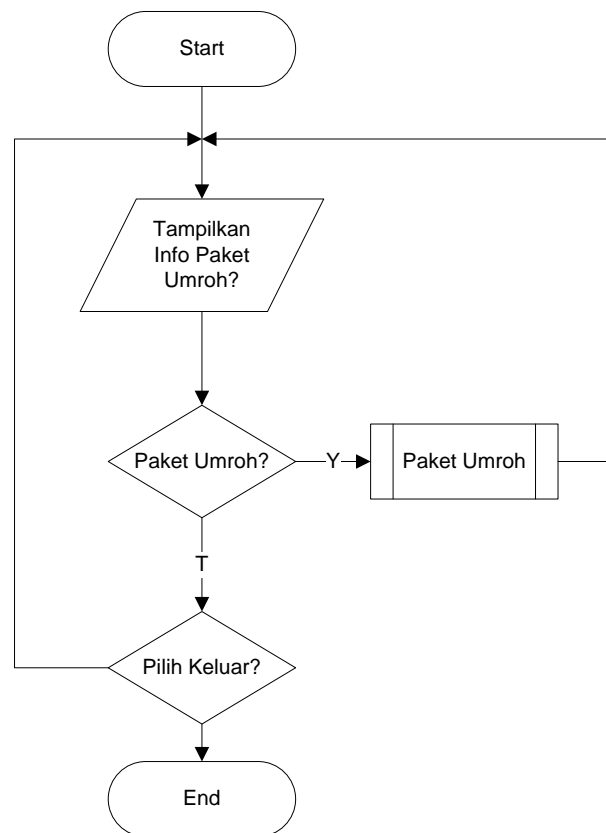 Start
Tampilkan
Info Paket
Umroh?
Paket Umroh?
Y
Paket Umroh
T
Pilih Keluar?
End